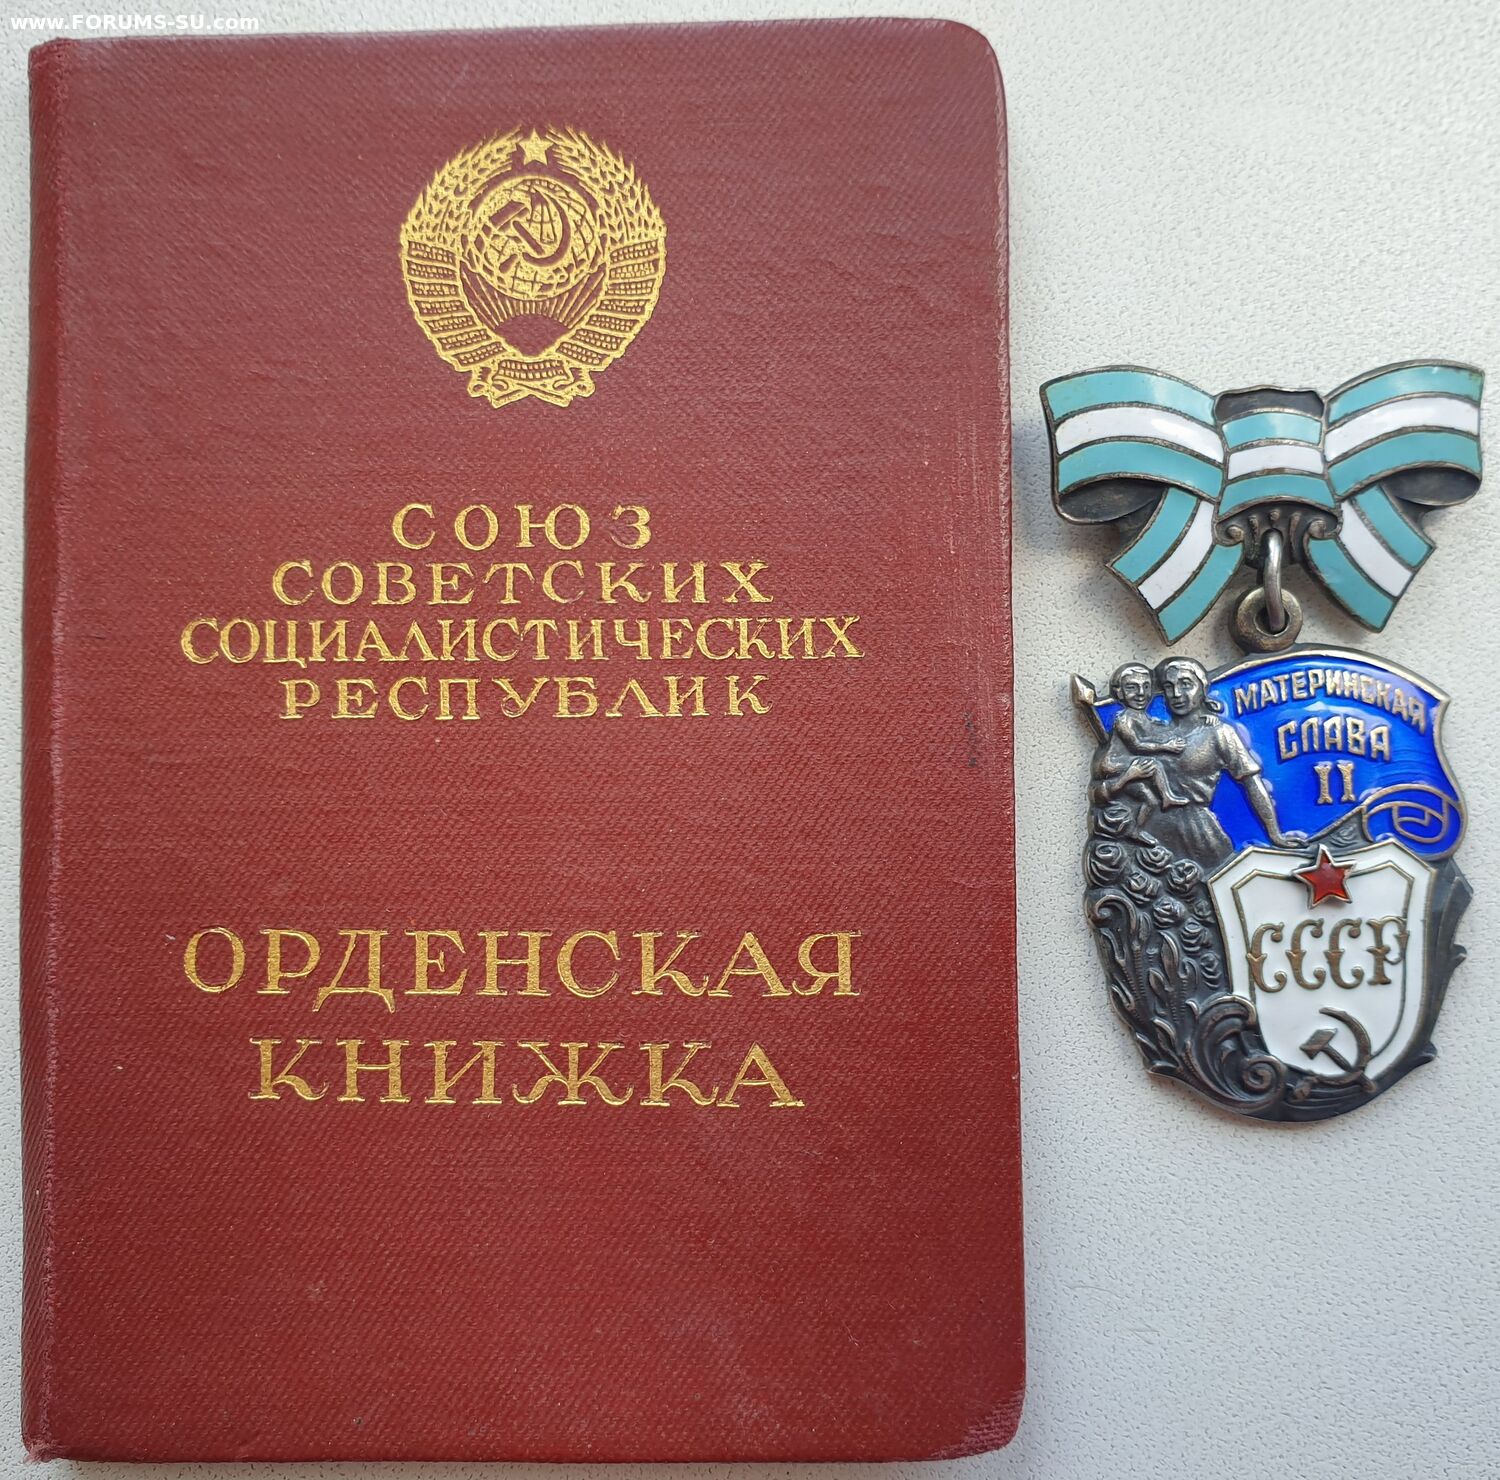 www.FORUMS-SU.com
СОЮЗ
СОВЕТСКИХ
СОЦИАЛИСТИЧЕСКИХ
РЕСПУБЛИК
ОРДЕНСКАЯ
КНИЖКА
МАТЕРИНСКАЯ
СЛАВА
II
СССР